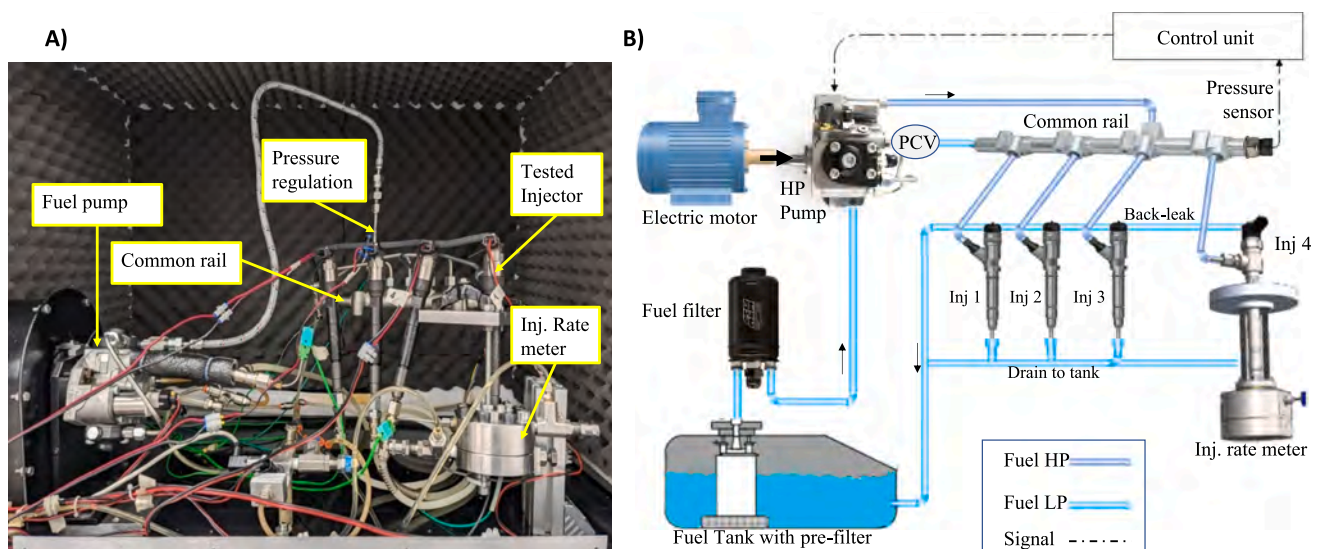 A)
Fuel pump
Pressure
regulation
Common rail
Tested
Injector
Inj. Rate
meter
B)
Control unit
Pressure
sensor
Common rail
PCV
HP
Pump
Electric motor
Back-leak
Inj 4
Fuel filter
Inj 1
Inj 2
Inj 3
Drain to tank
Inj. rate meter
Fuel Tank with pre-filter
Fuel HP
Fuel LP
Signal